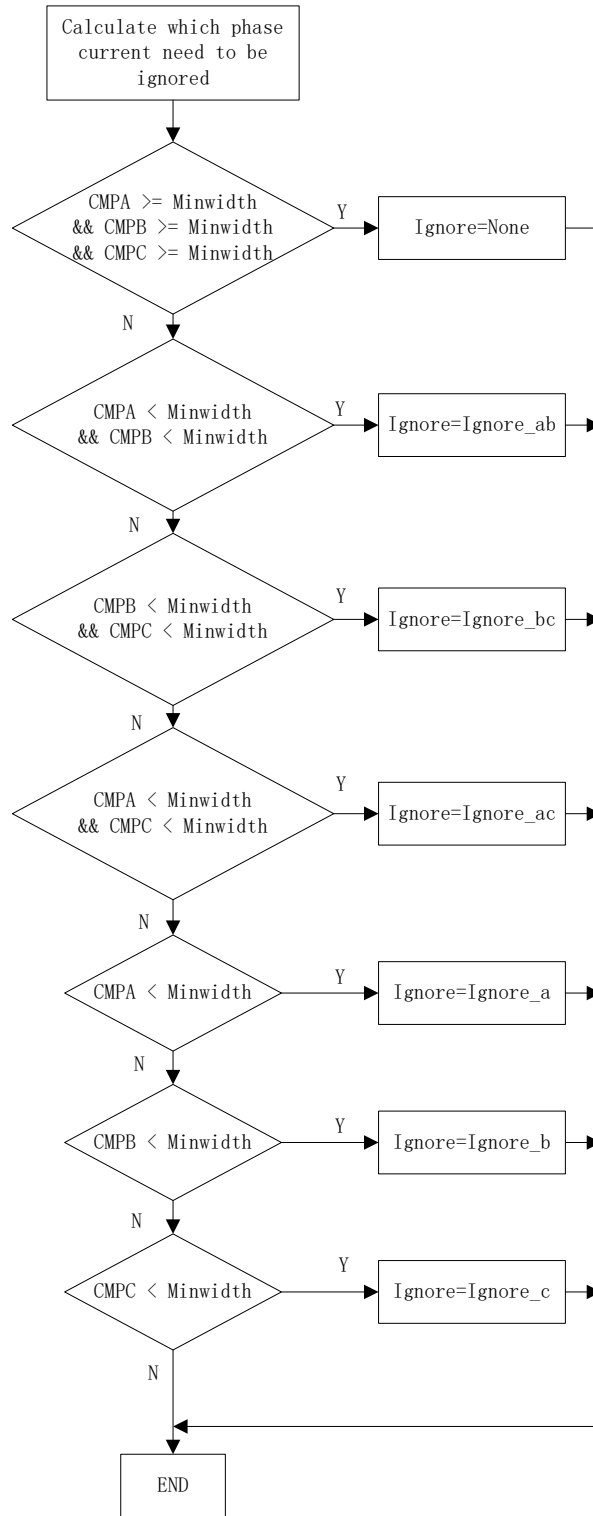 Calculate which phase
current need to be
ignored
CMPA >= Minwidth
&& CMPB >= Minwidth
&& CMPC >= Minwidth
Y
Ignore=None
N
CMPA < Minwidth
&& CMPB < Minwidth
Y
Ignore=Ignore_ab
N
CMPB < Minwidth
&& CMPC < Minwidth
Y
Ignore=Ignore_bc
N
CMPA < Minwidth
&& CMPC < Minwidth
Y
Ignore=Ignore_ac
N
CMPA < Minwidth
Y
Ignore=Ignore_a
N
CMPB < Minwidth
Y
Ignore=Ignore_b
N
CMPC < Minwidth
Y
Ignore=Ignore_c
N
END